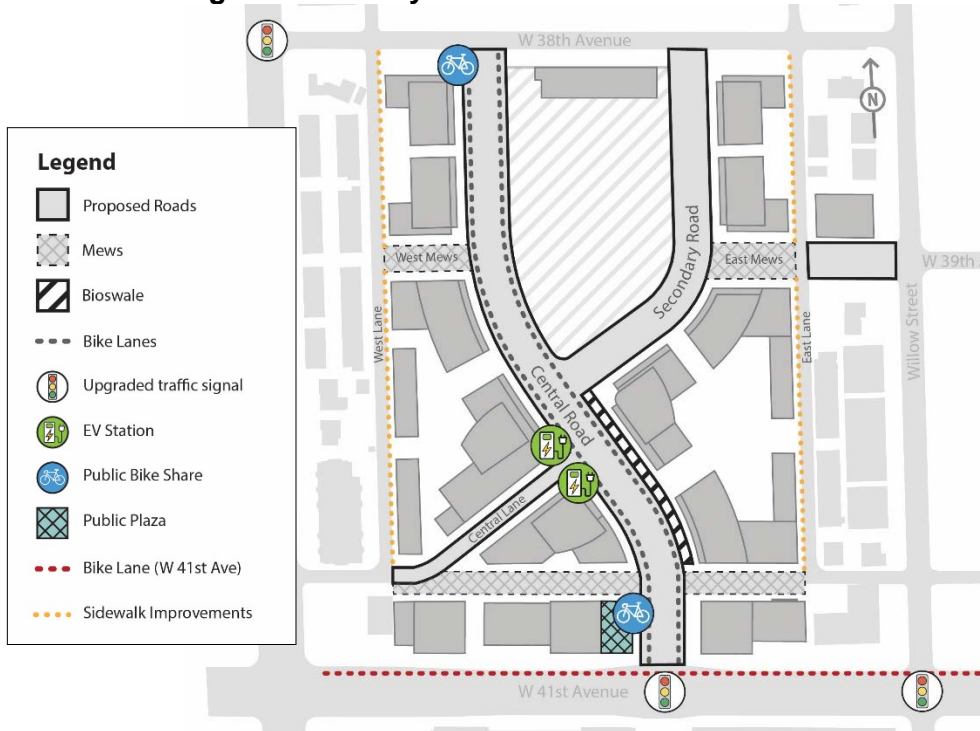 W 38th Avenue
N
Legend
Proposed Roads
Mews
Bioswale
Bike Lanes
Upgraded traffic signal
EV Station
Public Bike Share
Public Plaza
Bike Lane (W 41st Ave)
Sidewalk Improvements
West Mews
East Mews
W 39th
Secondary Road
West Lane
East Lane
Willow Street
Central Road
Central Lane
W 41st Avenue